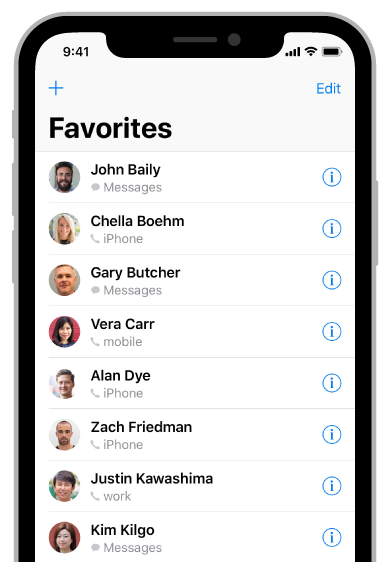 9:41
Edit
Favorites
John Baily
Messages
Chella Boehm
iPhone
Gary Butcher
Messages
Vera Carr
mobile
Alan Dye
iPhone
Zach Friedman
iPhone
Justin Kawashima
work
Kim Kilgo
Messages